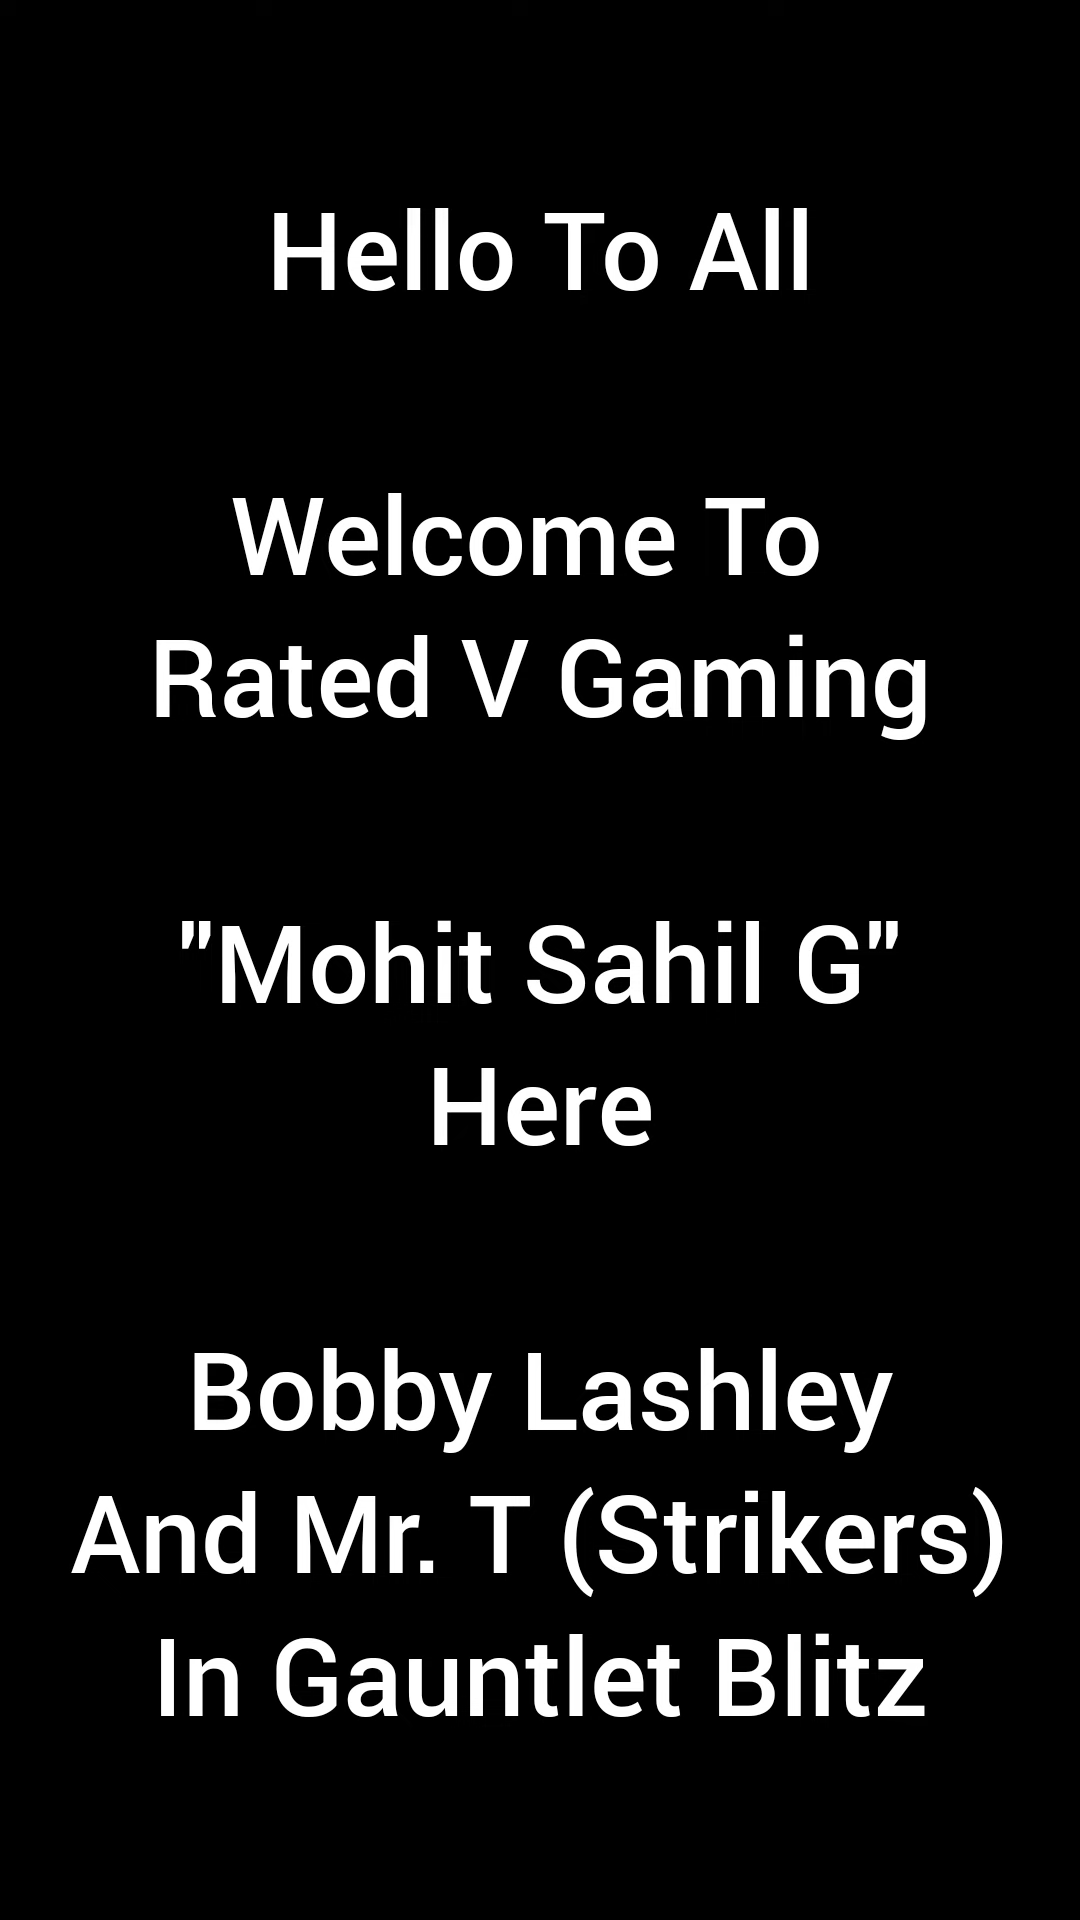 Hello To All
Welcome To
Rated V Gaming
"Mohit Sahil G"
Here
Bobby Lashley
And Mr. T (Strikers)
In Gauntlet Blitz